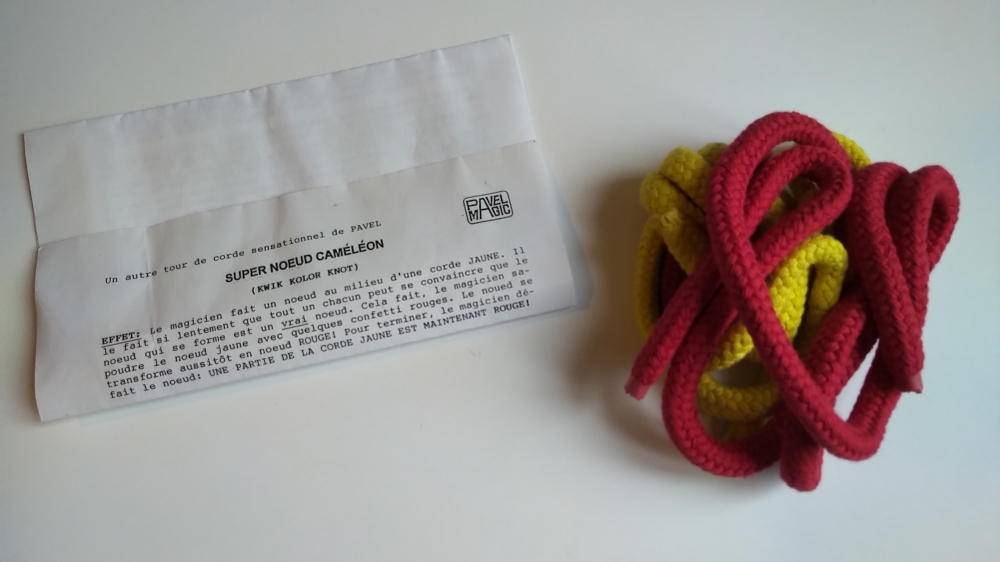 PAVEL
MAGIC
Un autre tour de corde sensationnel de PAVEL
SUPER NOEUD CAMÉLÉON
(KWIK KOLOR KNOT)
EFFET: Le magicien fait un noeud au milieu d'une corde JAUNE. Il
le fait si lentement que tout un chacun peut se convaincre que le
noeud qui se forme est un vrai noeud. Cela fait, le magicien sa-
poudre le noeud jaune avec quelques confetti rouges. Le noued se
transforme aussitôt en noeud ROUGE! Pour terminer, le magicien dé-
fait le noeud: UNE PARTIE DE LA CORDE JAUNE EST MAINTENANT ROUGE!